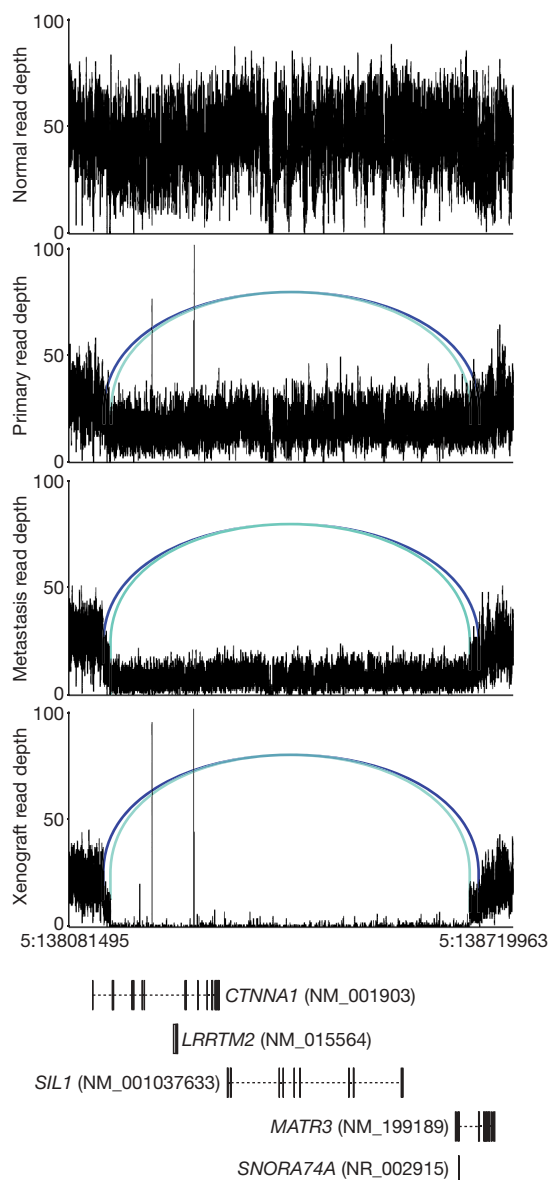 100
50
0
Normal read depth
100
50
0
Primary read depth
100
50
0
Metastasis read depth
100
50
0
Xenograft read depth
5:138081495 5:138719963
CTNNA1 (NM_001903)
LRRTM2 (NM_015564)
SIL1 (NM_001037633)
MATR3 (NM_199189)
SNORA74A (NR_002915)